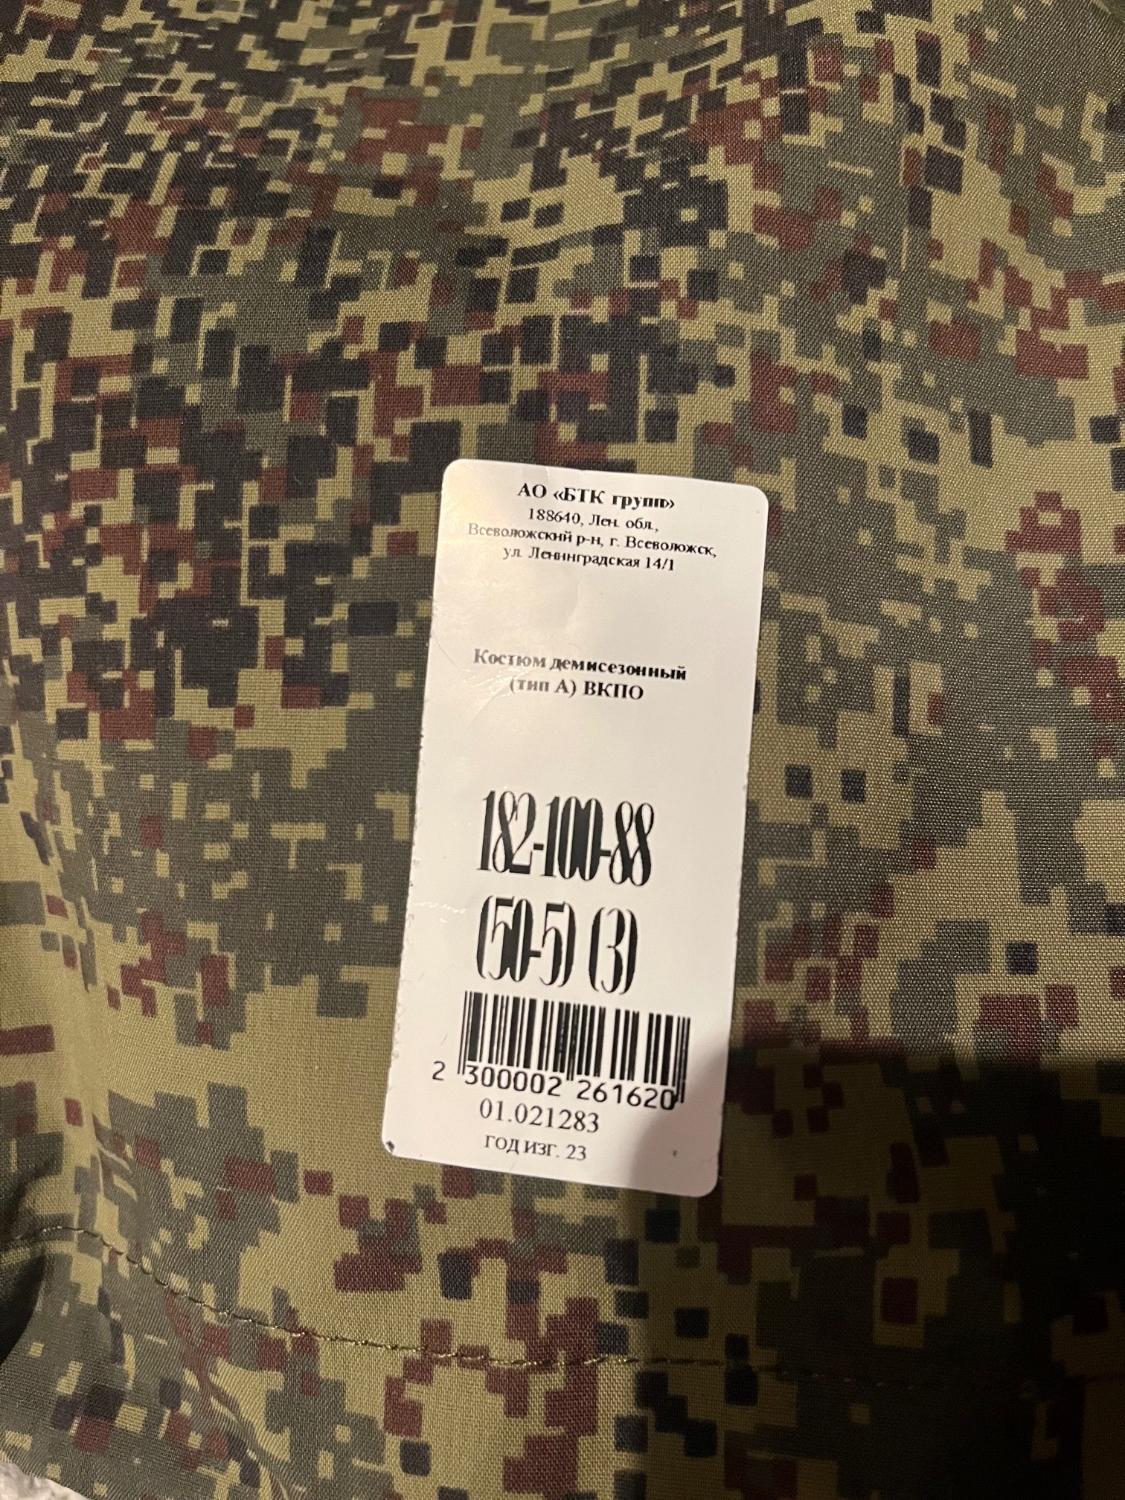 АО «БТК групп»
188640, Лен. обл.,
Всеволожский р-н, г. Всеволожск,
ул. Ленинградская 14/1
Костюм демисезонный
(тип А) ВКПО
182-100-88
(50-5) (3)
2 300002 261620
01.021283
ГОД ИЗГ. 23